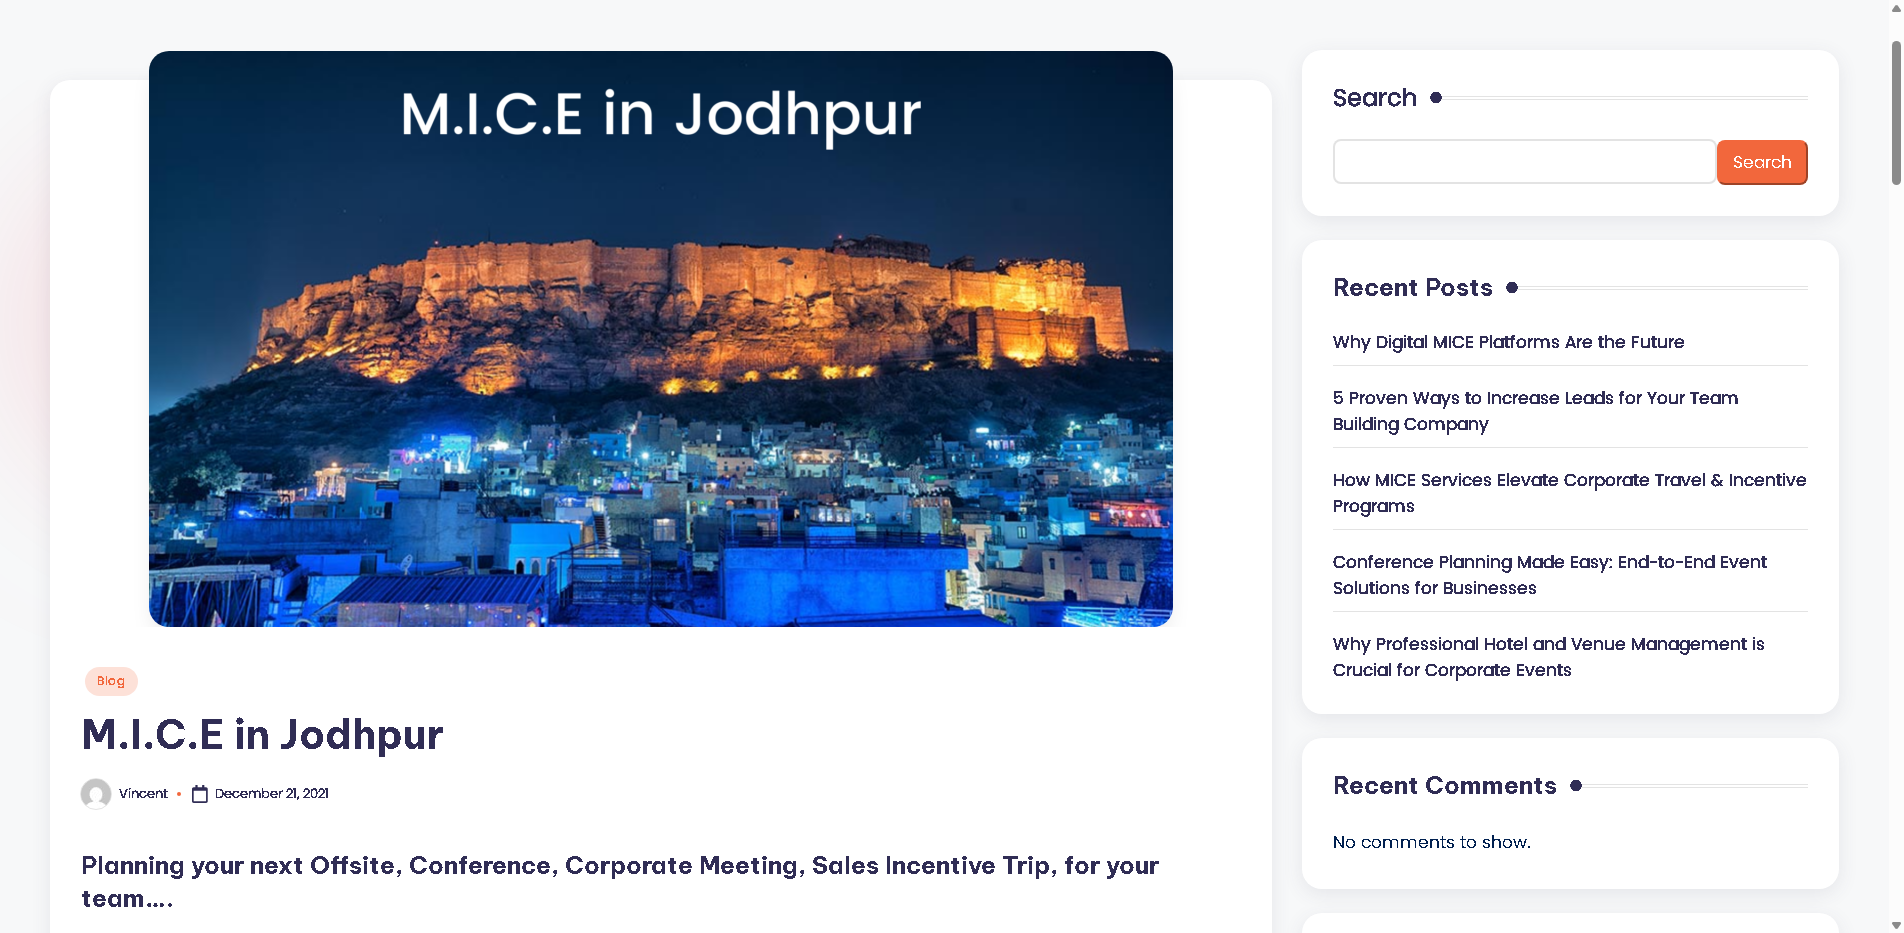 M.I.C.E in Jodhpur
Blog
M.I.C.E in Jodhpur
Vincent
December 21, 2021
Planning your next Offsite, Conference, Corporate Meeting, Sales Incentive Trip, for your
team….
Search
Search
Recent Posts
Why Digital MICE Platforms Are the Future
5 Proven Ways to Increase Leads for Your Team
Building Company
How MICE Services Elevate Corporate Travel & Incentive
Programs
Conference Planning Made Easy: End-to-End Event
Solutions for Businesses
Why Professional Hotel and Venue Management is
Crucial for Corporate Events
Recent Comments
No comments to show.